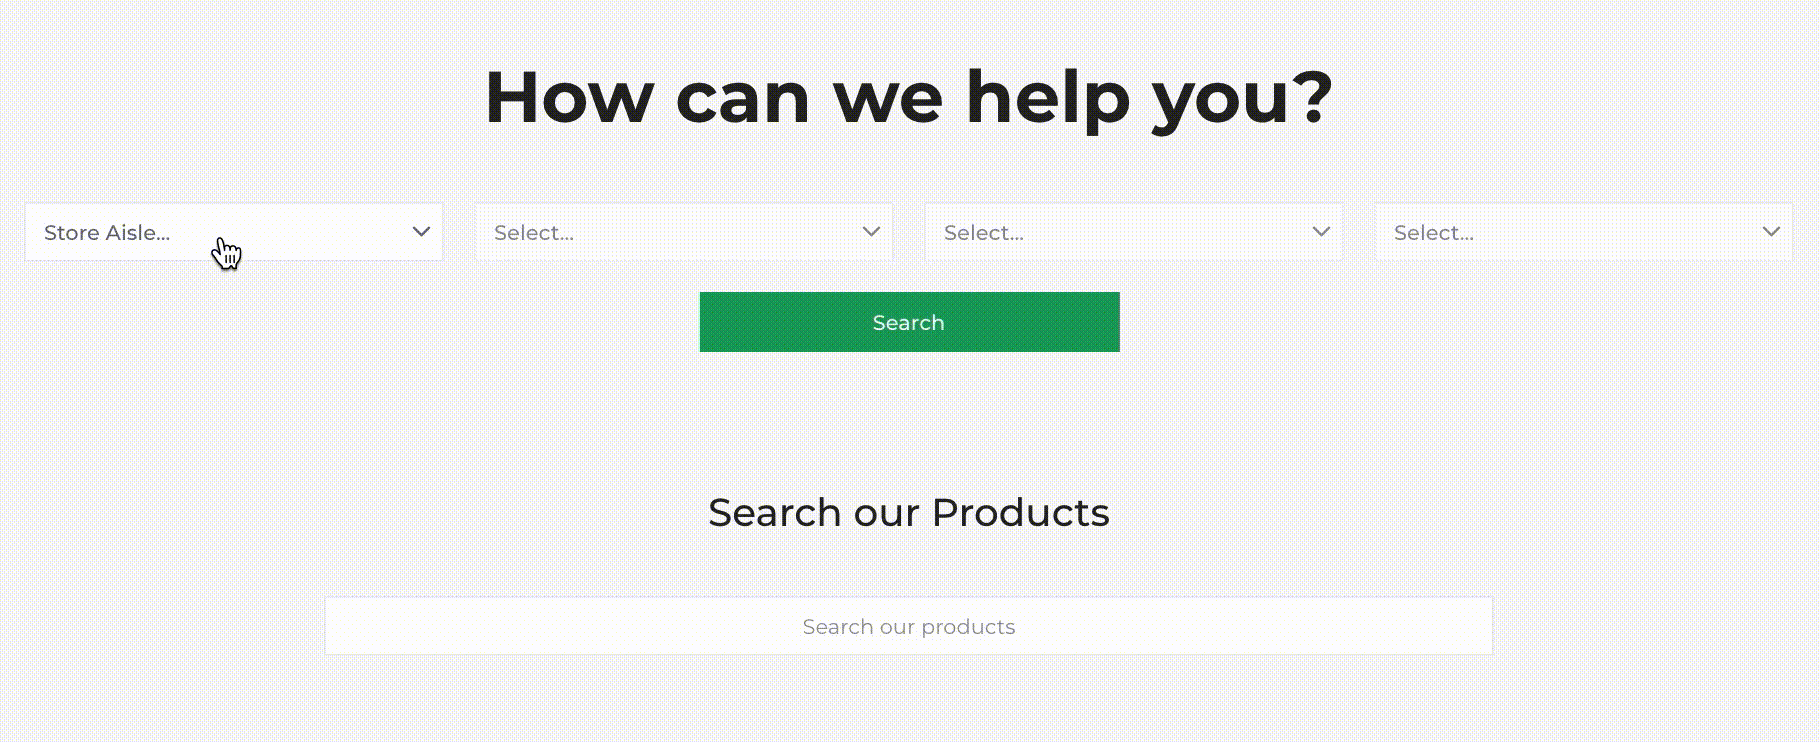 How can we help you?
Store Aisle...
Select...
Select...
Select...
Search
Search our Products
Search our products